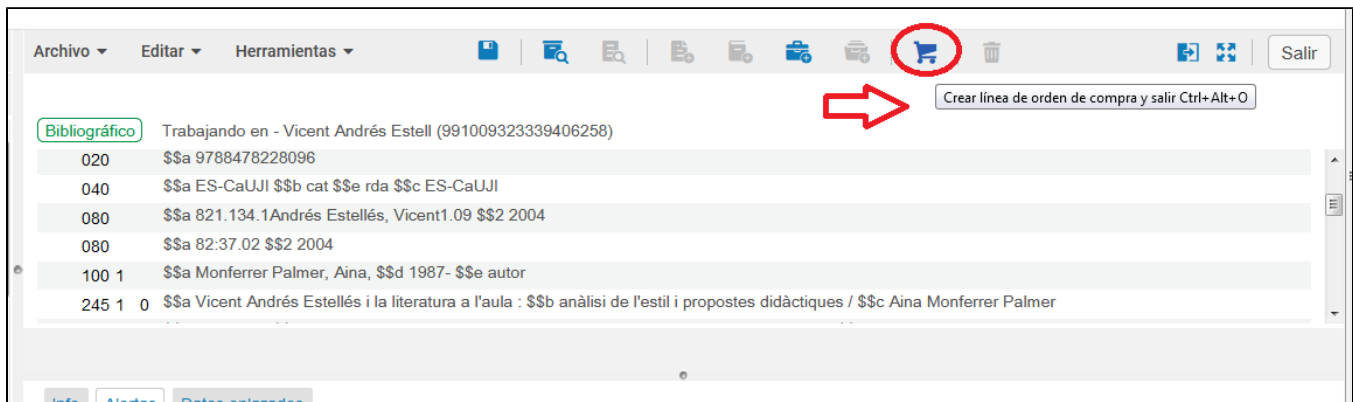 Archivo Editar Herramientas Salir
Crear línea de orden de compra y salir Ctrl+Alt+O
Bibliográfico Trabajando en - Vicent Andrés Estell (991009323339406258)
020 $$a 9788478228096
040 $$a ES-CaUJI $$b cat $$e rda $$c ES-CaUJI
080 $$a 821.134.1Andrés Estellés, Vicent1.09 $$2 2004
080 $$a 82:37.02 $$2 2004
100 1 $$a Monferrer Palmer, Aina, $$d 1987- $$e autor
245 1 0 $$a Vicent Andrés Estellés i la literatura a l'aula : $$b anàlisi de l'estil i propostes didàctiques / $$c Aina Monferrer Palmer
Info Alertas Datos enlazados